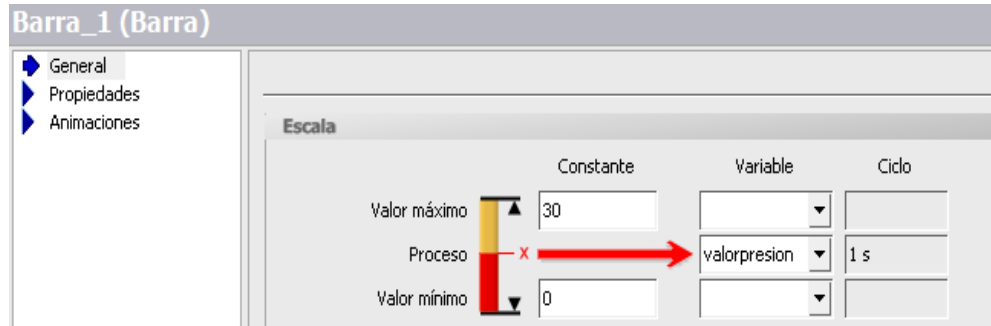 Barra_1 (Barra)
General
Propiedades
Animaciones
Escala
Constante Variable Ciclo
Valor máximo 30
Proceso X valorpresion 1 s
Valor mínimo 0